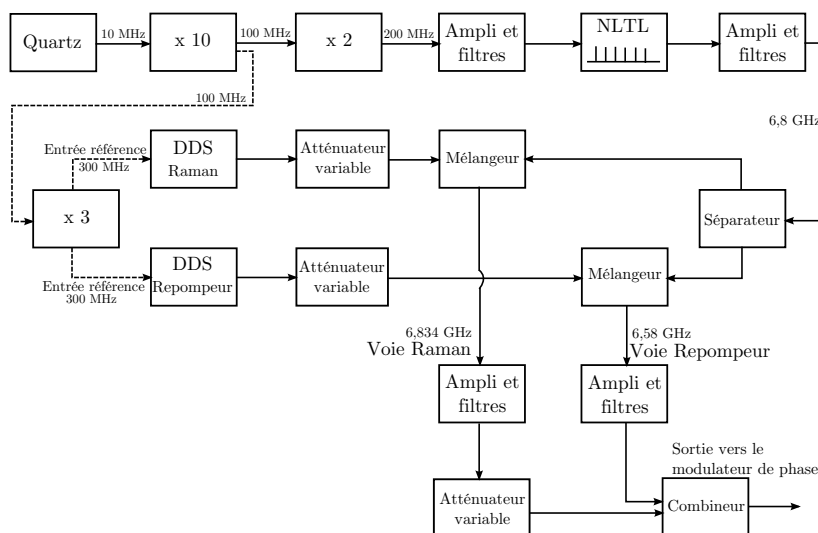 Quartz
10 MHz
x 10
100 MHz
x 2
200 MHz
Ampli et
filtres
NLTL
Ampli et
filtres
100 MHz
6,8 GHz
Entrée référence
300 MHz
DDS
Raman
Atténuateur
variable
Mélangeur
x 3
Séparateur
Entrée référence
300 MHz
DDS
Repompeur
Atténuateur
variable
Mélangeur
6,834 GHz
Voie Raman
6,58 GHz
Voie Repompeur
Ampli et
filtres
Ampli et
filtres
Sortie vers le
modulateur de phase
Atténuateur
variable
Combineur